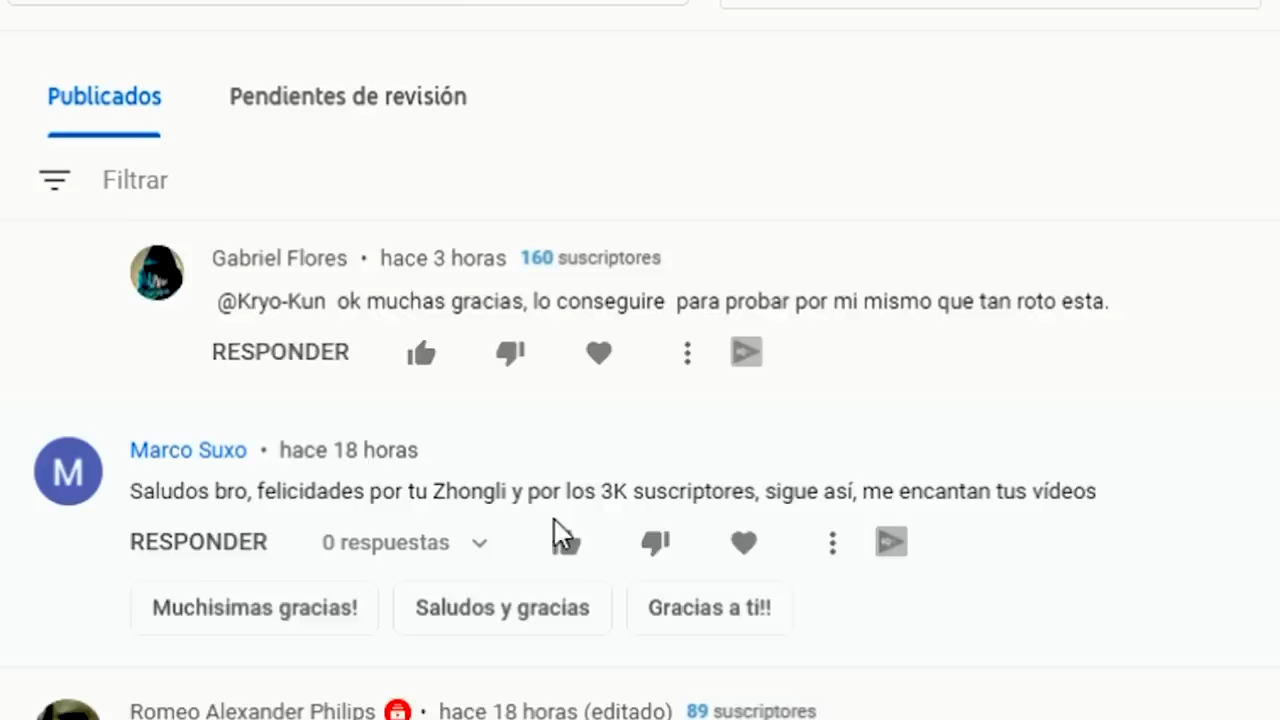 Publicados Pendientes de revisión
Filtrar
Gabriel Flores • hace 3 horas 160 suscriptores
@Kryo-Kun ok muchas gracias, lo conseguire para probar por mi mismo que tan roto esta.
RESPONDER
Marco Suxo • hace 18 horas
Saludos bro, felicidades por tu Zhongli y por los 3K suscriptores, sigue así, me encantan tus vídeos
RESPONDER 0 respuestas
Muchisimas gracias! Saludos y gracias Gracias a ti!!
Romeo Alexander Philips • hace 18 horas (editado) 89 suscriptores